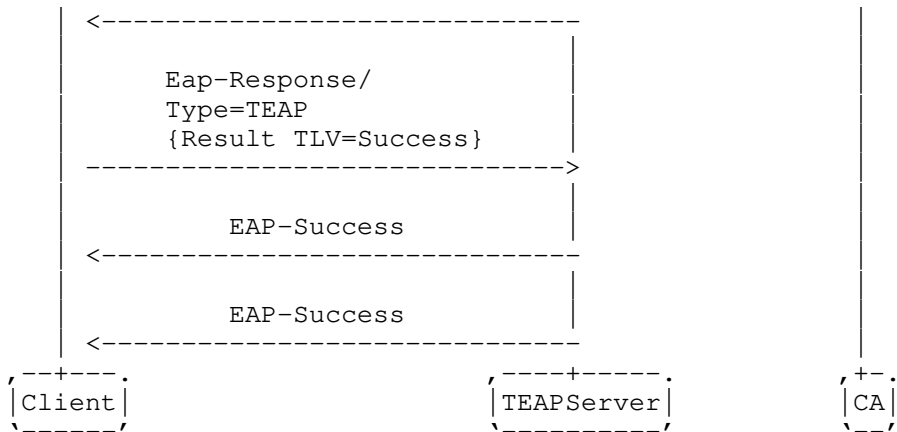 Eap-Response/
Type=TEAP
{Result TLV=Success}
EAP-Success
EAP-Success
Client TEAPServer CA